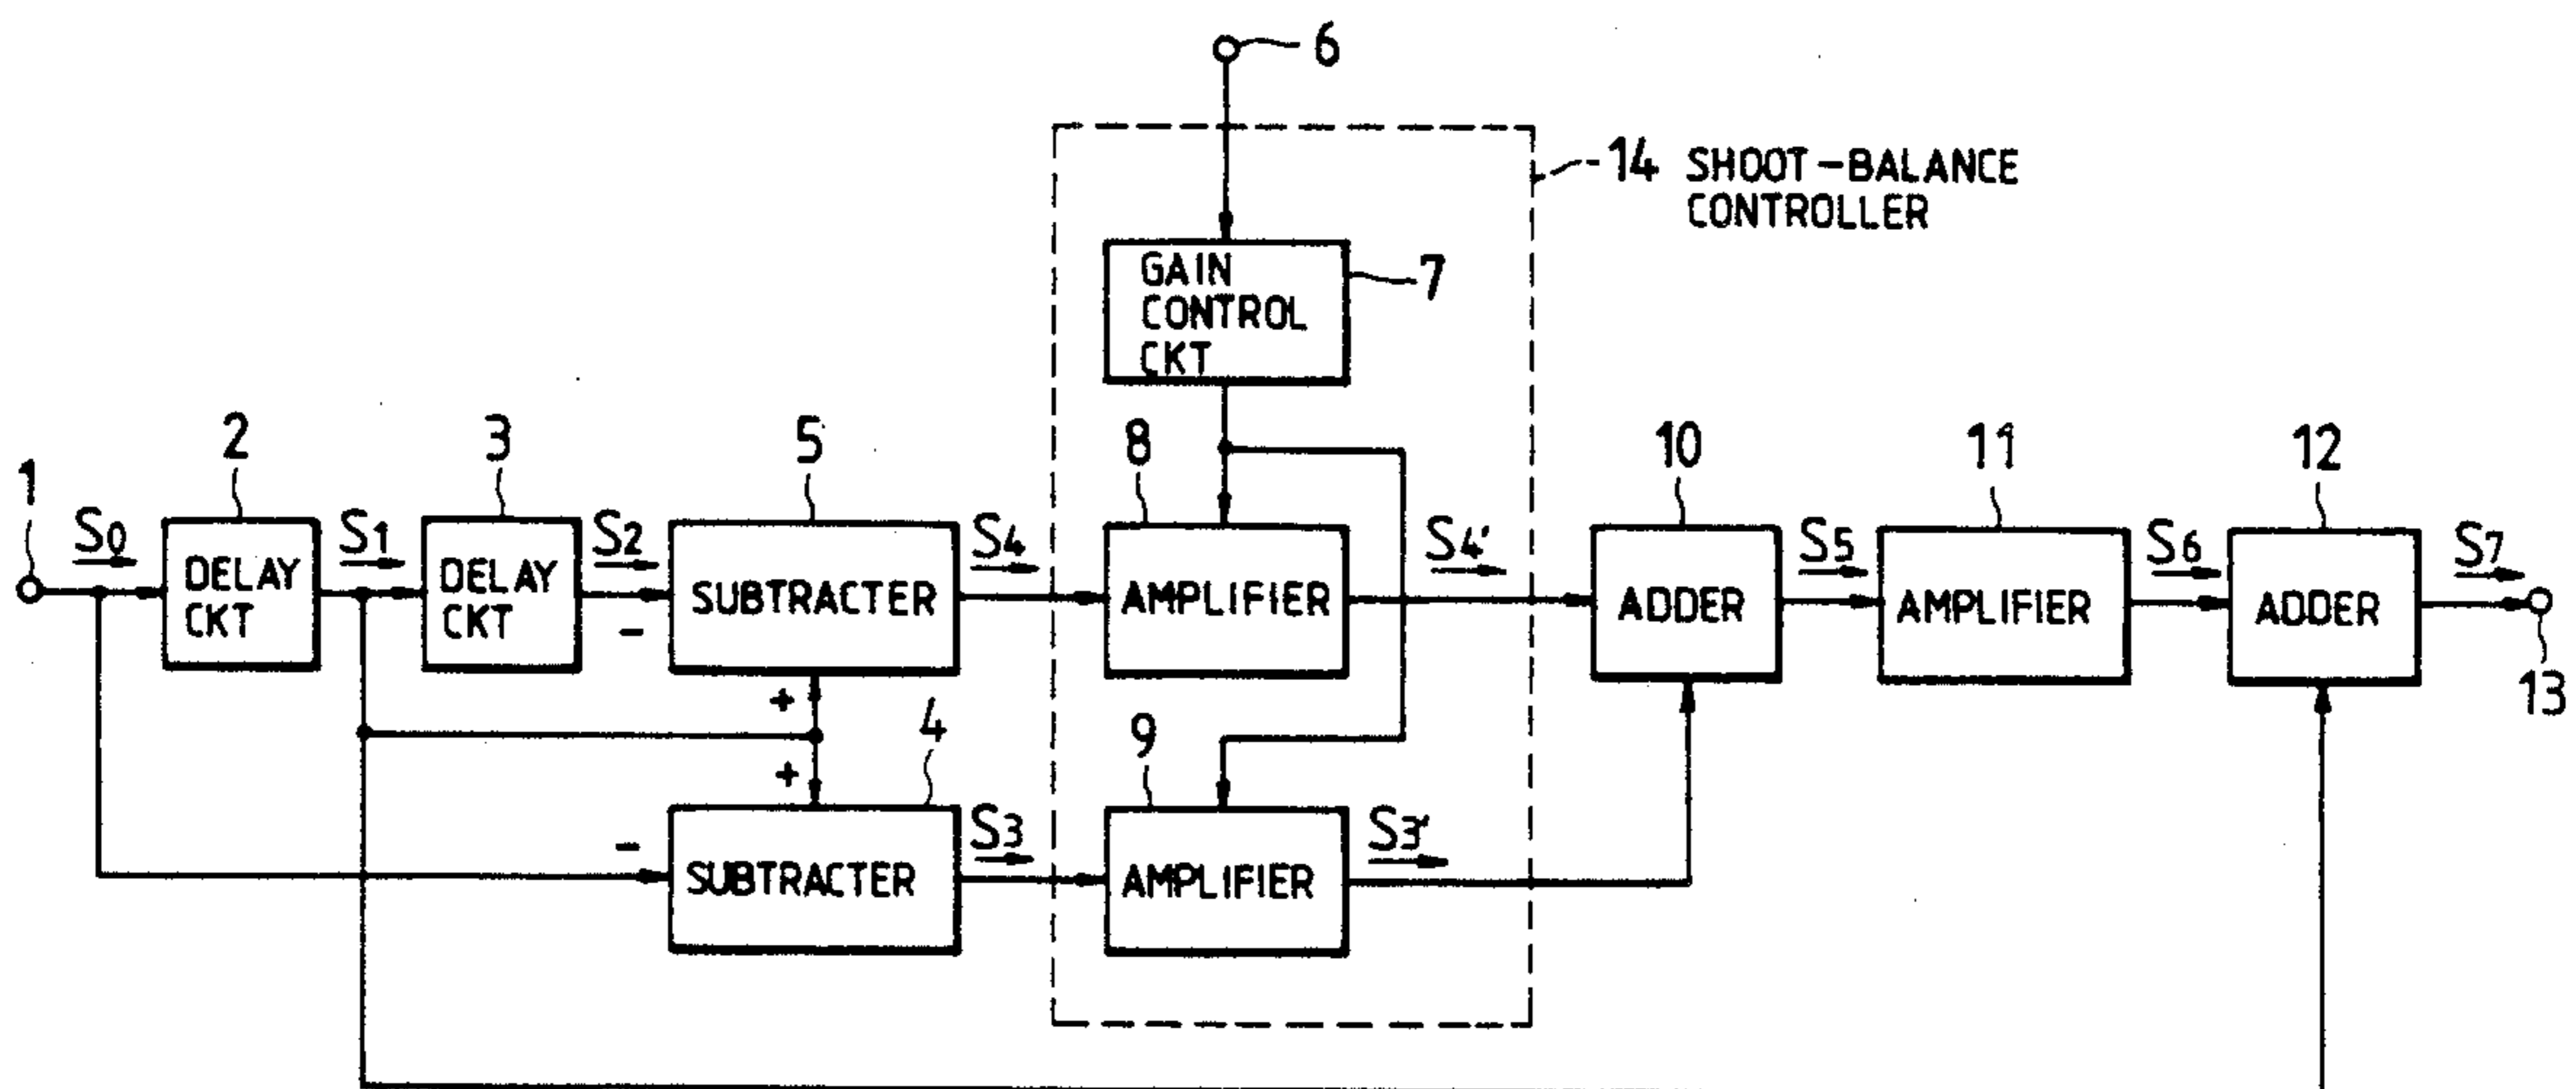 6
14 SHOOT-BALANCE
CONTROLLER
GAIN
CONTROL
CKT
7
1
2
3
5
8
10
11
12
S0
S1
S2
S4
S4'
S5
S6
S7
DELAY
CKT
DELAY
CKT
SUBTRACTER
AMPLIFIER
ADDER
AMPLIFIER
ADDER
-
+
+
4
9
13
-
S3
S3'
SUBTRACTER
AMPLIFIER